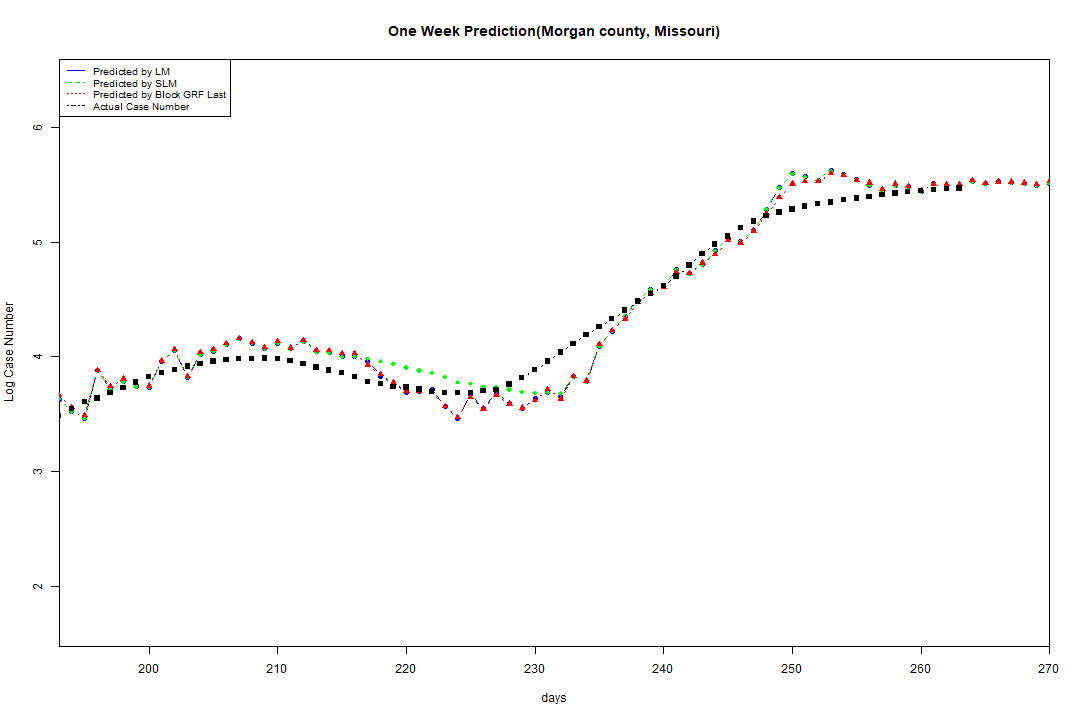 One Week Prediction(Morgan county, Missouri)
Predicted by LM
Predicted by SLM
Predicted by Block GRF Last
Actual Case Number
6
5
4
3
2
Log Case Number
200 210 220 230 240 250 260 270
days